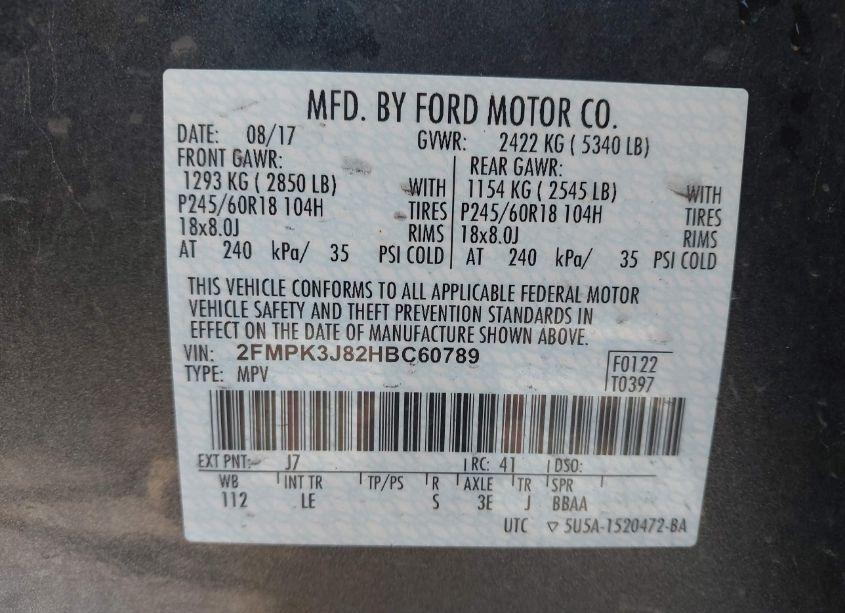 MFD. BY FORD MOTOR CO.
DATE: 08/17 GVWR: 2422 KG ( 5340 LB)
FRONT GAWR: REAR GAWR:
1293 KG ( 2850 LB) WITH 1154 KG ( 2545 LB) WITH
P245/60R18 104H TIRES P245/60R18 104H TIRES
18x8.0J RIMS 18x8.0J RIMS
AT 240 kPa/ 35 PSI COLD AT 240 kPa/ 35 PSI COLD
THIS VEHICLE CONFORMS TO ALL APPLICABLE FEDERAL MOTOR
VEHICLE SAFETY AND THEFT PREVENTION STANDARDS IN
EFFECT ON THE DATE OF MANUFACTURE SHOWN ABOVE.
VIN: 2FMPK3J82HBC60789 F0122
TYPE: MPV T0397
EXT PNT: J7 RC: 41 DSO:
WB INT TR TP/PS R AXLE TR SPR
112 LE S 3E J BBAA
UTC ▽ 5U5A-1520472-BA